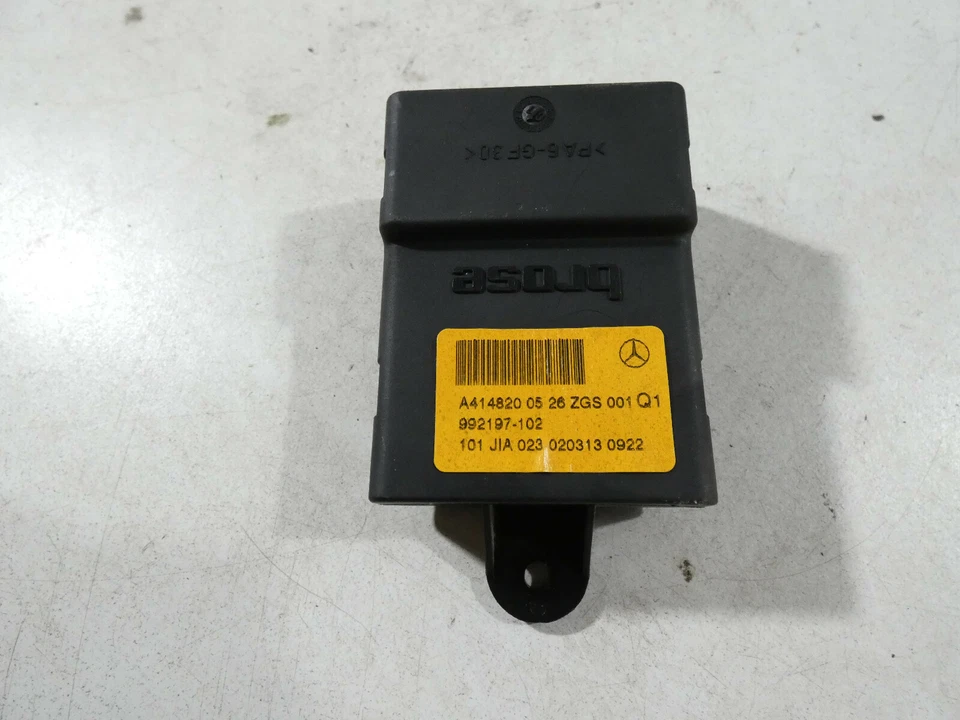 >PA6-GF30<
brose
A414820 05 26 ZGS 001 Q1
992197-102
101 JIA 023 020313 0922